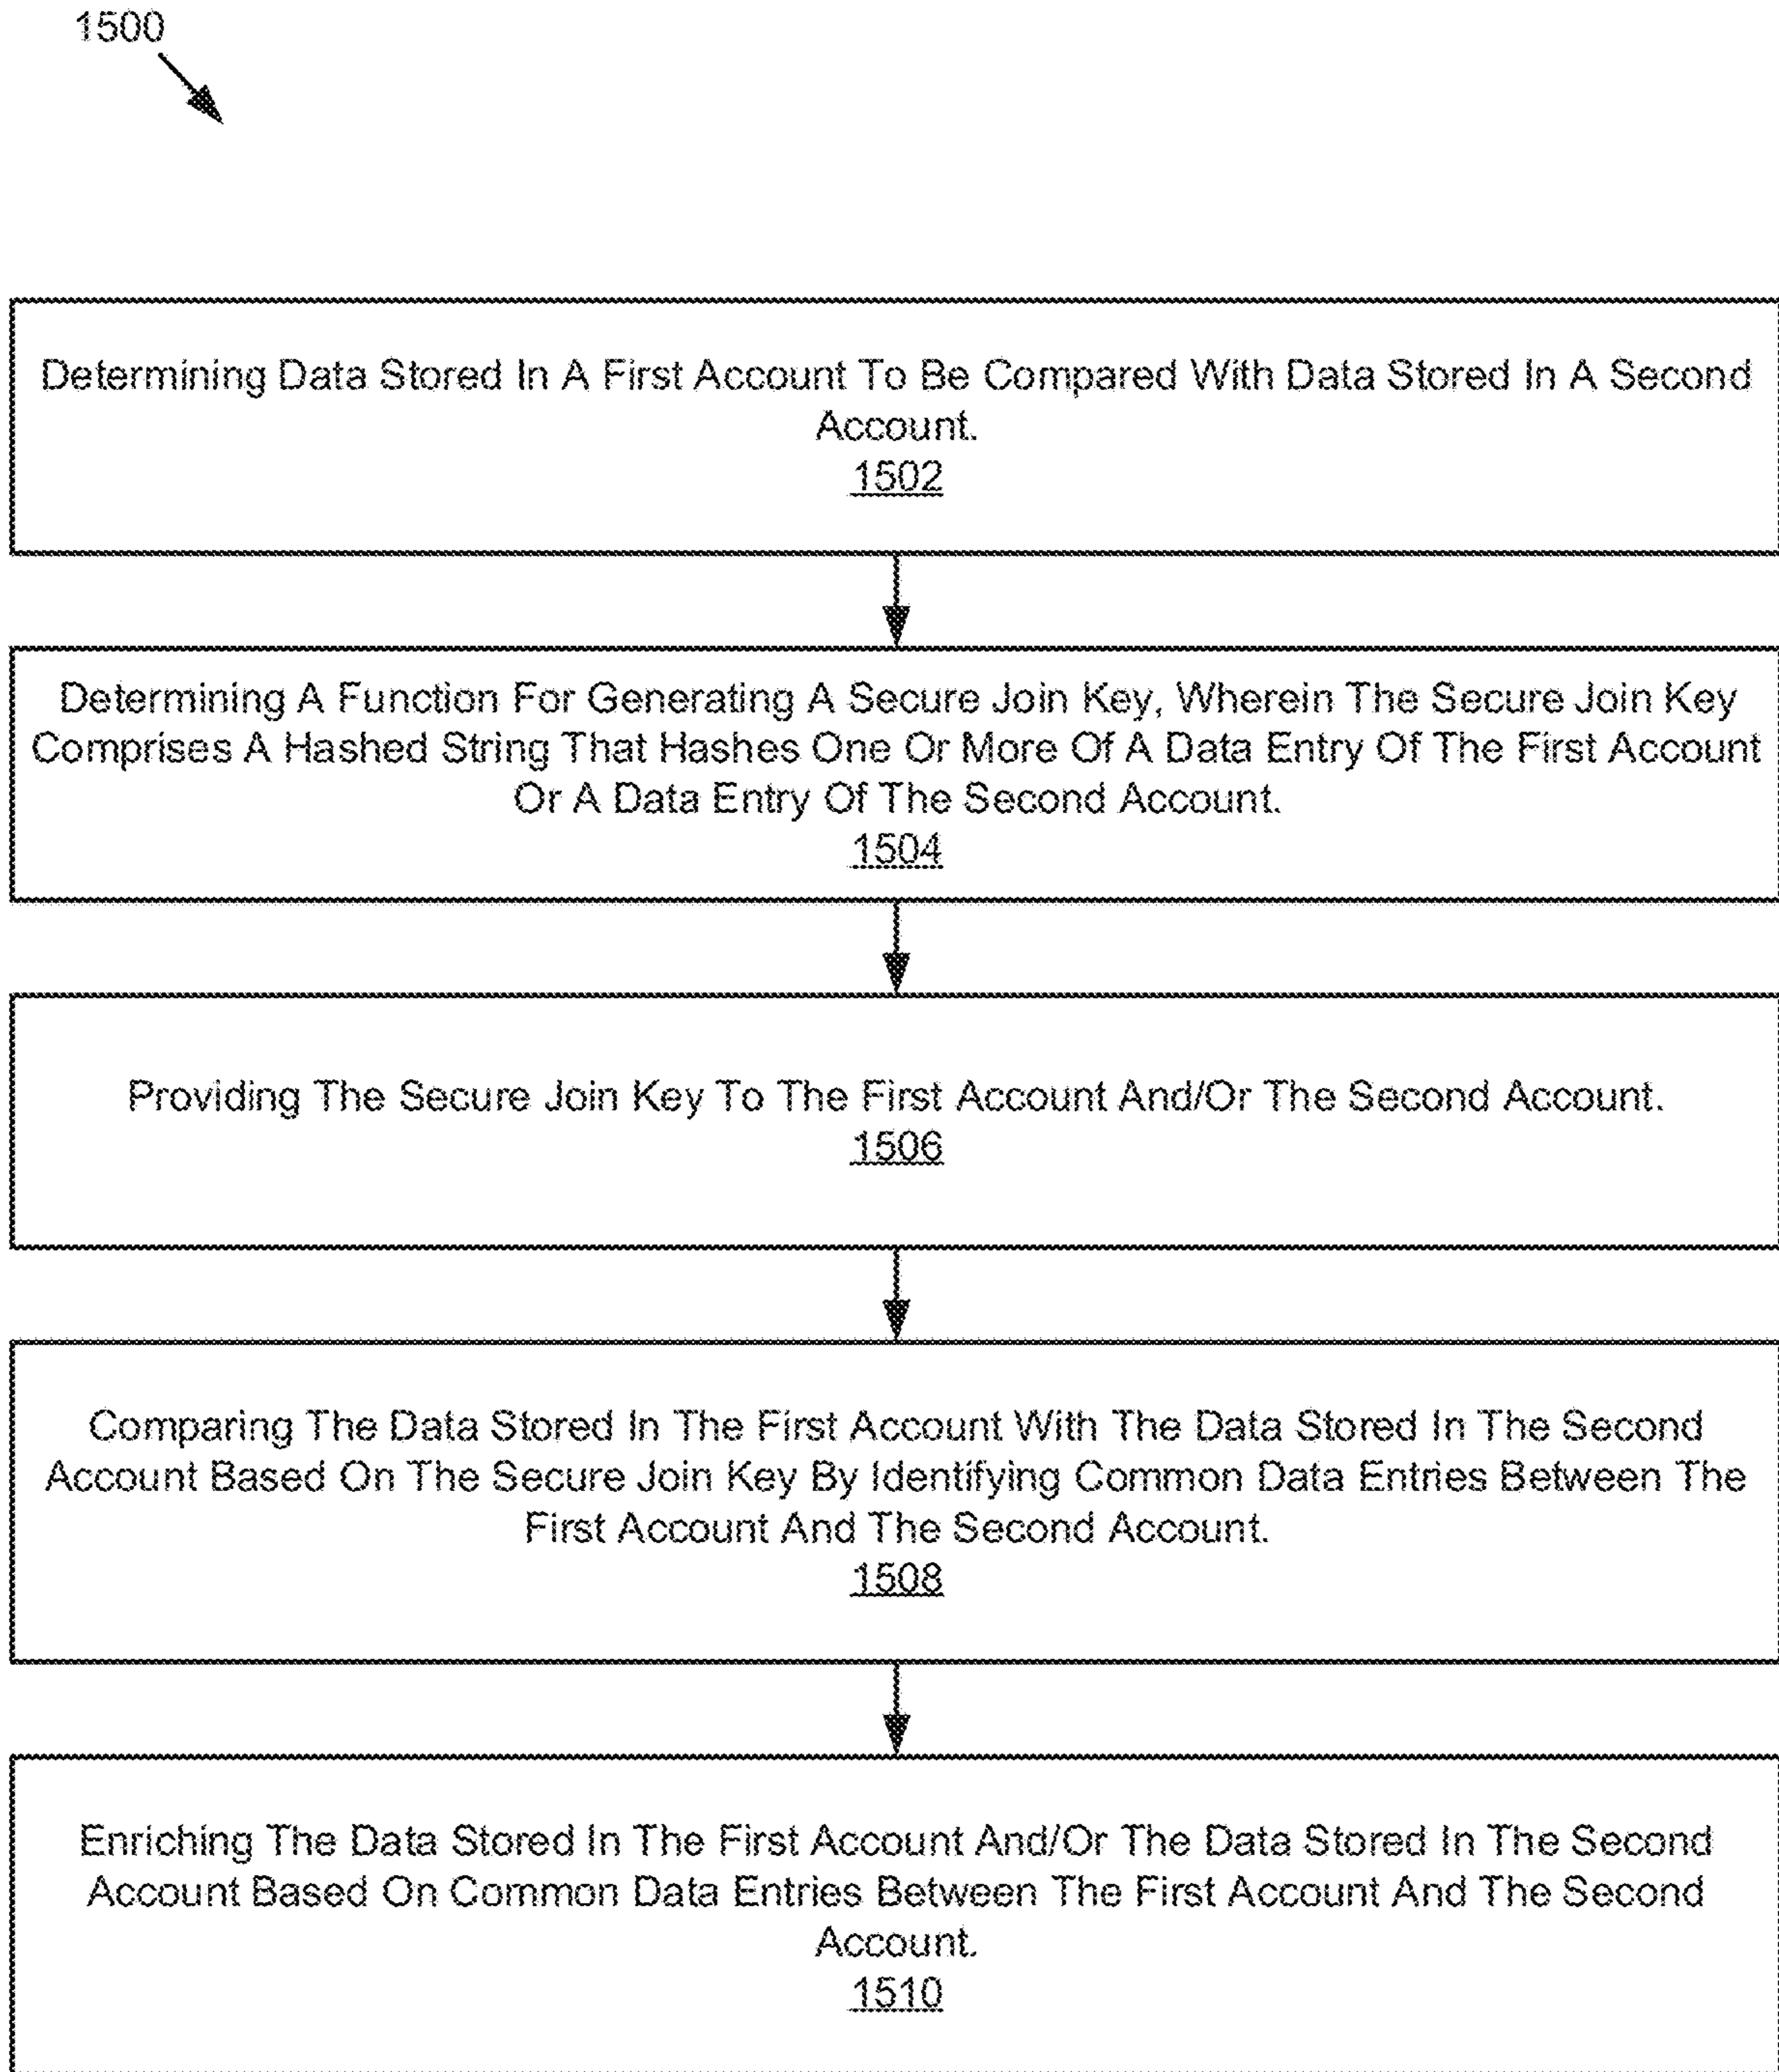 1500
Determining Data Stored In A First Account To Be Compared With Data Stored In A Second
Account.
1502
Determining A Function For Generating A Secure Join Key, Wherein The Secure Join Key
Comprises A Hashed String That Hashes One Or More Of A Data Entry Of The First Account
Or A Data Entry Of The Second Account.
1504
Providing The Secure Join Key To The First Account And/Or The Second Account.
1506
Comparing The Data Stored In The First Account With The Data Stored In The Second
Account Based On The Secure Join Key By Identifying Common Data Entries Between The
First Account And The Second Account.
1508
Enriching The Data Stored In The First Account And/Or The Data Stored In The Second
Account Based On Common Data Entries Between The First Account And The Second
Account.
1510